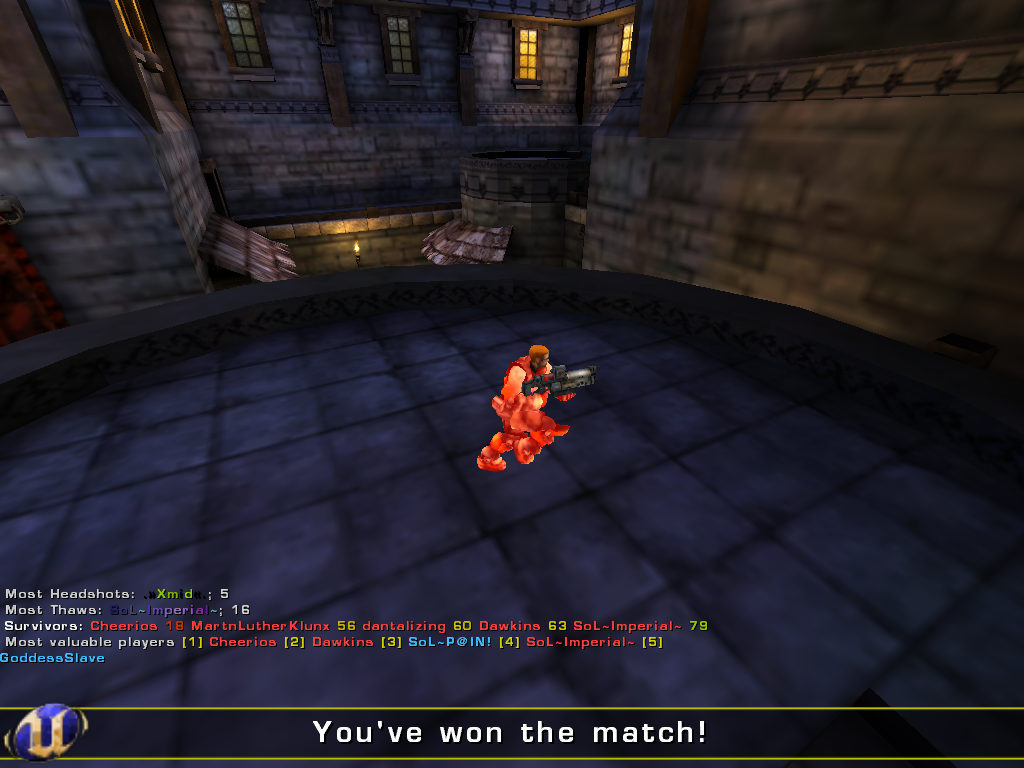 Most Headshots: .»Xmid«.; 5
Most Thaws: SoL~Imperial~; 16
Survivors: Cheerios 18 MartnLutherKlunx 56 dantalizing 60 Dawkins 63 SoL~Imperial~ 79
Most valuable players [1] Cheerios [2] Dawkins [3] SoL~P@IN! [4] SoL~Imperial~ [5]
GoddessSlave
U
You've won the match!